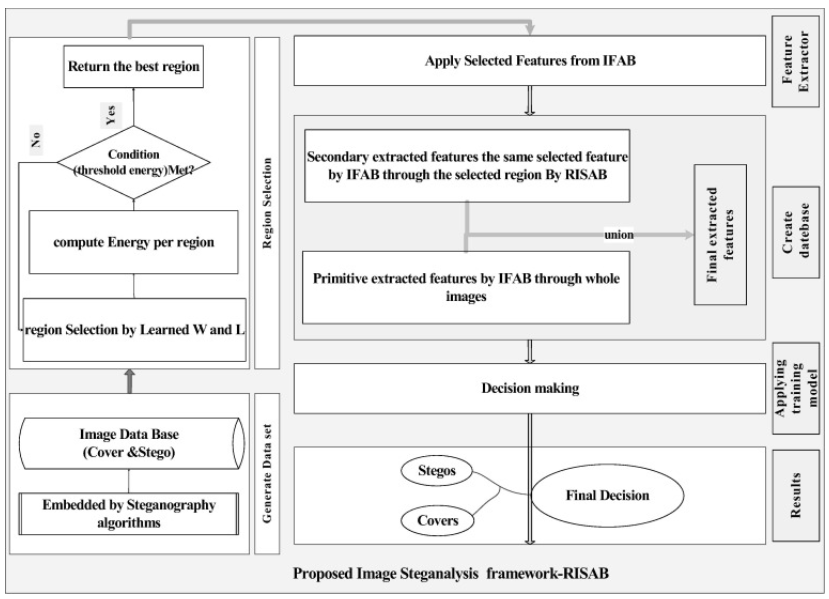 Return the best region
Yes
No
Condition
(threshold energy)Met?
compute Energy per region
region Selection by Learned W and L
Region Selection
Image Data Base
(Cover &Stego)
Embedded by Steganography
algorithms
Generate Data set
Apply Selected Features from IFAB
Feature
Extractor
Secondary extracted features the same selected feature
by IFAB through the selected region By RISAB
union
Final extracted
features
Primitive extracted features by IFAB through whole
images
Create
datebase
Decision making
Applying
training
model
Stegos
Covers
Final Decision
Results
Proposed Image Steganalysis framework-RISAB